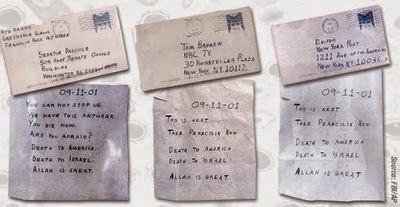 4TH GRADE
GREENDALE SCHOOL
FRANKLIN PARK NJ 08852
SENATOR DASCHLE
509 HART SENATE OFFICE
BUILDING
WASHINGTON D.C. 20510
TOM BROKAW
NBC TV
30 ROCKEFELLER PLAZA
NEW YORK NY 10112
EDITOR
NEW YORK POST
1211 AVE. OF THE AMERICAS
NEW YORK NY 10036
09-11-01
YOU CAN NOT STOP US.
WE HAVE THIS ANTHRAX.
YOU DIE NOW.
ARE YOU AFRAID?
DEATH TO AMERICA.
DEATH TO ISRAEL.
ALLAH IS GREAT.
09-11-01
THIS IS NEXT
TAKE PENACILIN NOW
DEATH TO AMERICA
DEATH TO ISRAEL
ALLAH IS GREAT
09-11-01
THIS IS NEXT
TAKE PENACILIN NOW
DEATH TO AMERICA
DEATH TO ISRAEL
ALLAH IS GREAT
Source: FBI/AP